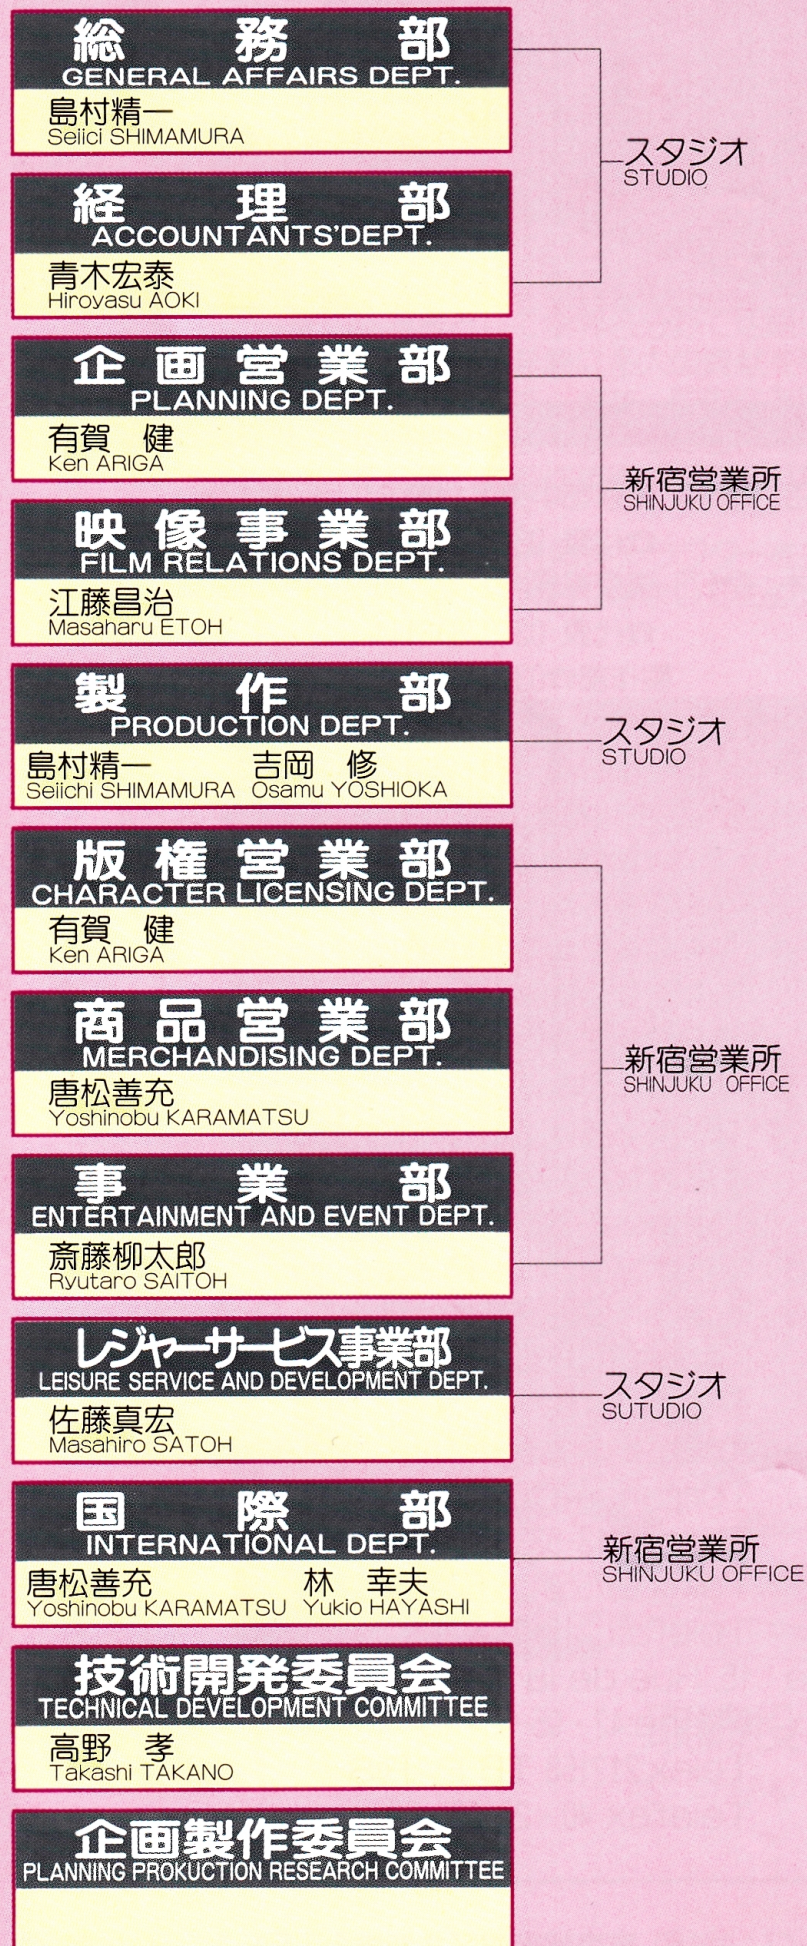 総務部
GENERAL AFFAIRS DEPT.
島村精一
Seiici SHIMAMURA
経理部
ACCOUNTANTS'DEPT.
青木宏泰
Hiroyasu AOKI
スタジオ
STUDIO
企画営業部
PLANNING DEPT.
有賀 健
Ken ARIGA
映像事業部
FILM RELATIONS DEPT.
江藤昌治
Masaharu ETOH
新宿営業所
SHINJUKU OFFICE
製作部
PRODUCTION DEPT.
島村精一 吉岡 修
Seiichi SHIMAMURA Osamu YOSHIOKA
スタジオ
STUDIO
版権営業部
CHARACTER LICENSING DEPT.
有賀 健
Ken ARIGA
商品営業部
MERCHANDISING DEPT.
唐松善充
Yoshinobu KARAMATSU
事業部
ENTERTAINMENT AND EVENT DEPT.
斎藤柳太郎
Ryutaro SAITOH
新宿営業所
SHINJUKU OFFICE
レジャーサービス事業部
LEISURE SERVICE AND DEVELOPMENT DEPT.
佐藤真宏
Masahiro SATOH
スタジオ
SUTUDIO
国際部
INTERNATIONAL DEPT.
唐松善充 林 幸夫
Yoshinobu KARAMATSU Yukio HAYASHI
新宿営業所
SHINJUKU OFFICE
技術開発委員会
TECHNICAL DEVELOPMENT COMMITTEE
高野 孝
Takashi TAKANO
企画製作委員会
PLANNING PROKUCTION RESEARCH COMMITTEE